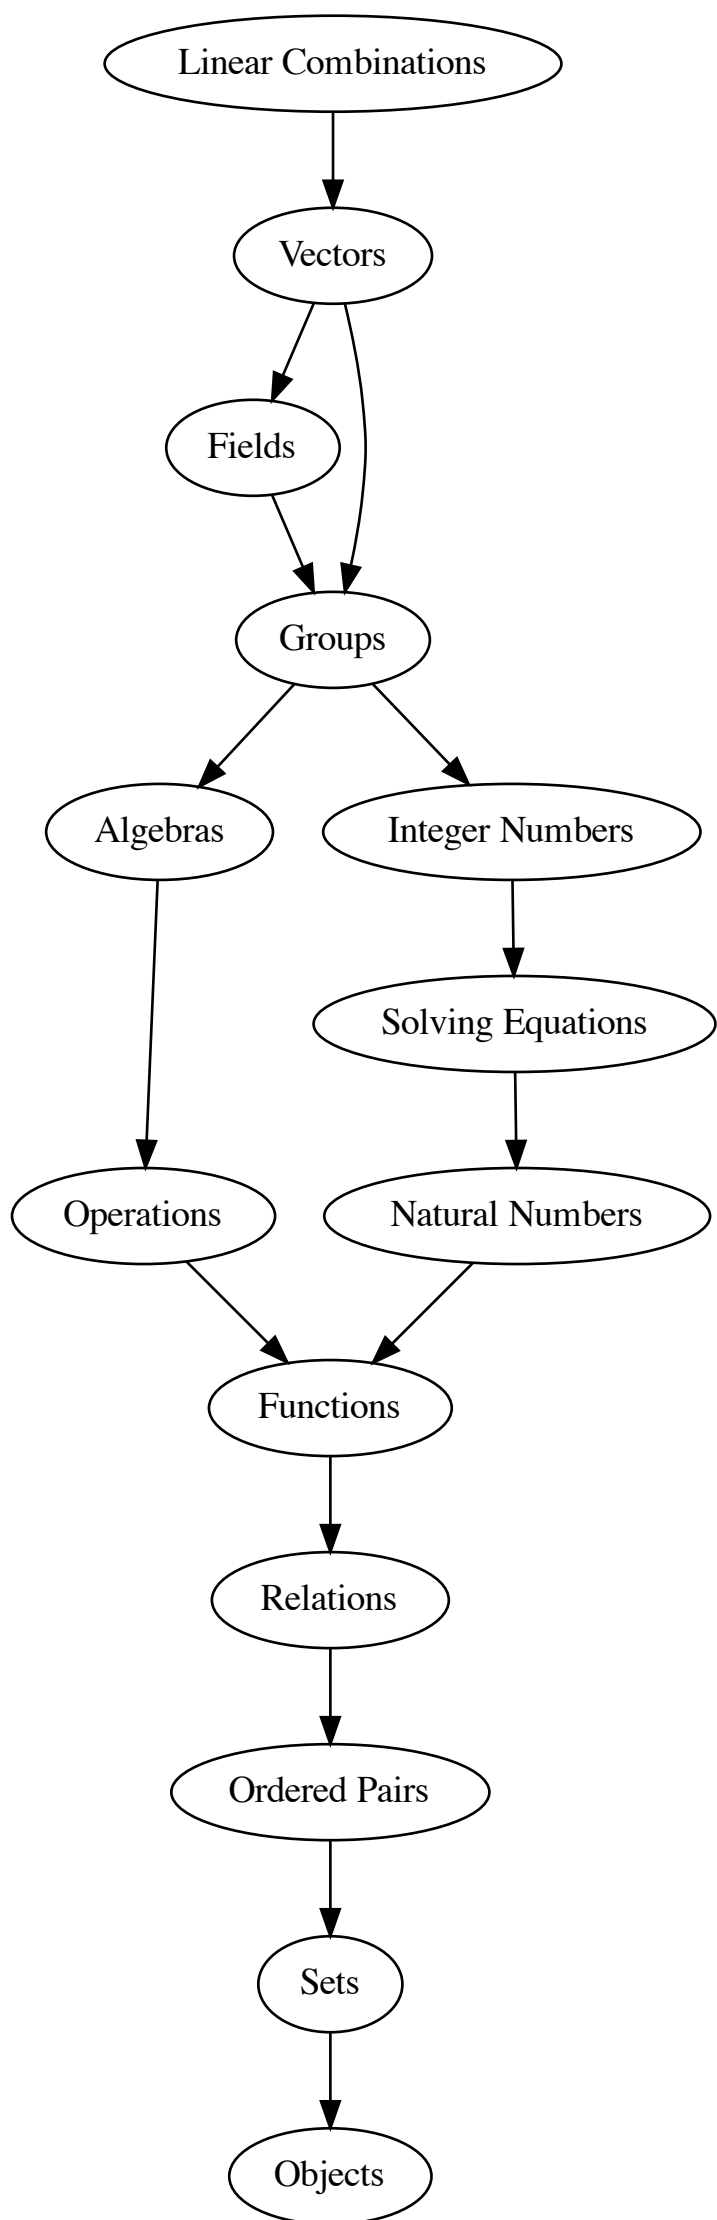 Linear Combinations
Vectors
Fields
Groups
Algebras
Integer Numbers
Solving Equations
Operations
Natural Numbers
Functions
Relations
Ordered Pairs
Sets
Objects